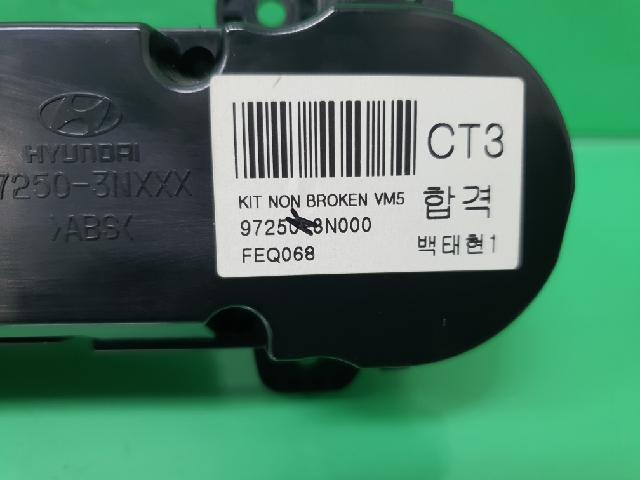 HYUNDAI
97250-3NXXX
>ABS<
CT3
KIT NON BROKEN VM5
합격
FEQ068
백태현1